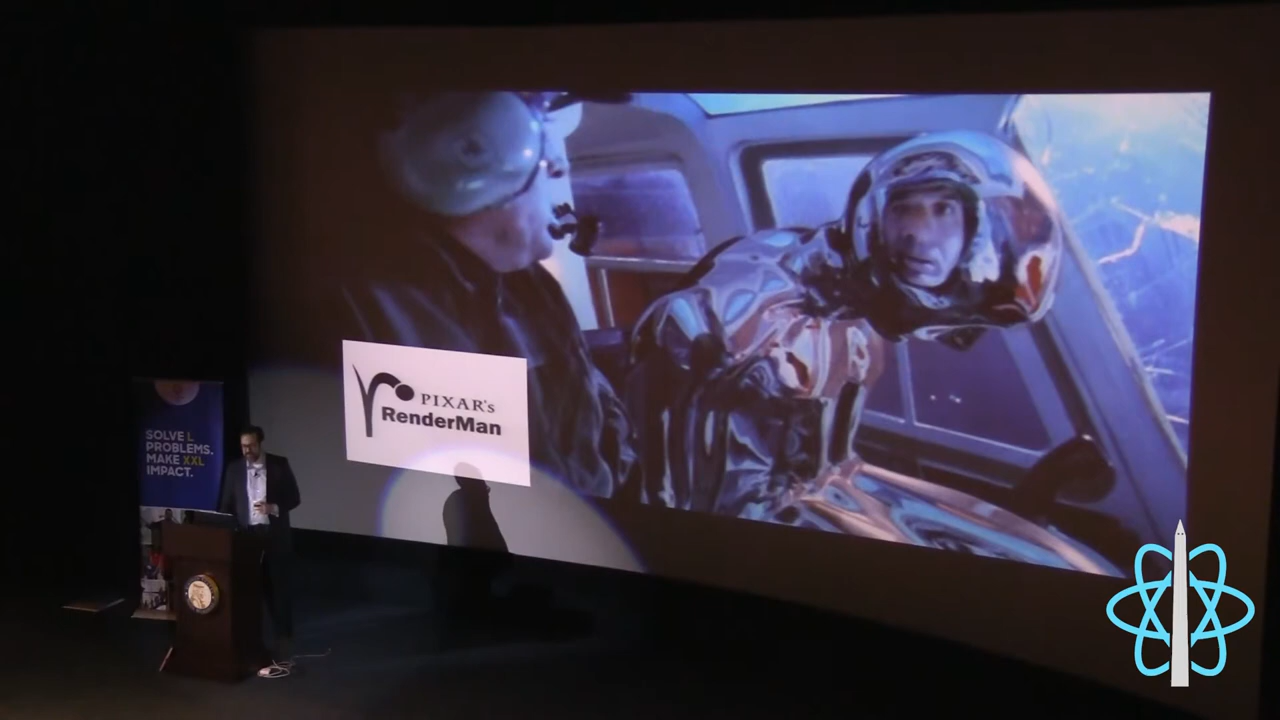 PIXAR's
RenderMan
SOLVE L
PROBLEMS.
MAKE XXL
IMPACT.